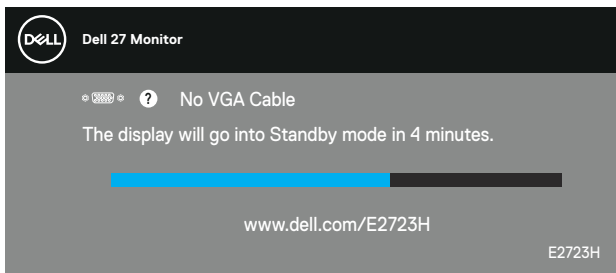 DELL
Dell 27 Monitor
? No VGA Cable
The display will go into Standby mode in 4 minutes.
www.dell.com/E2723H
E2723H